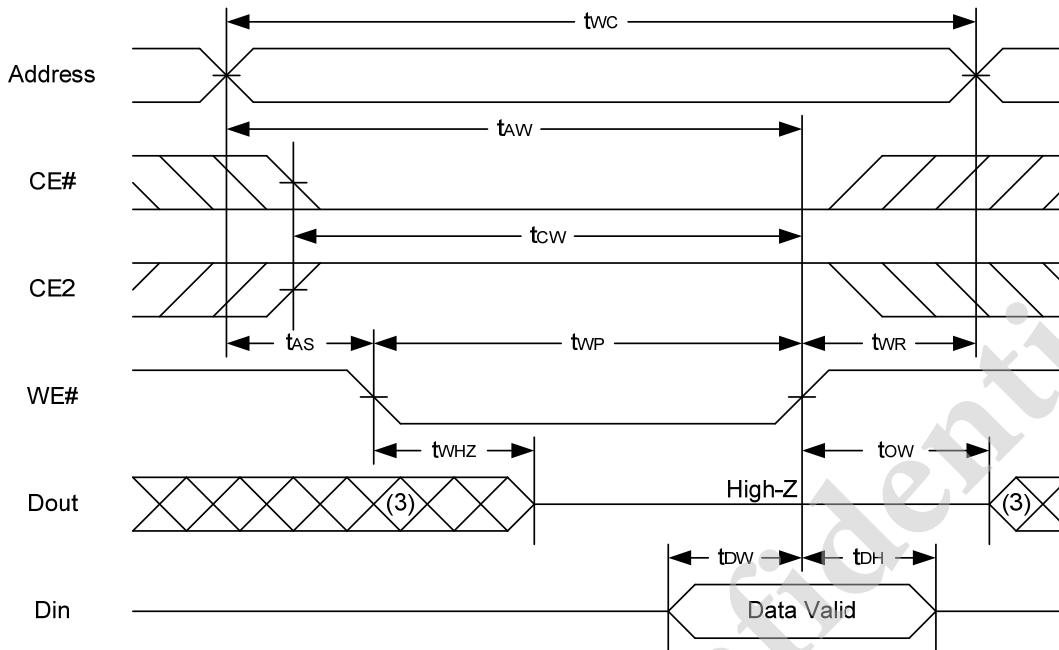 tWC
Address
tAW
CE#
tCW
CE2
tAS tWP tWR
WE#
tWHZ tOW
High-Z
Dout (3) (3)
tDW tDH
Din Data Valid